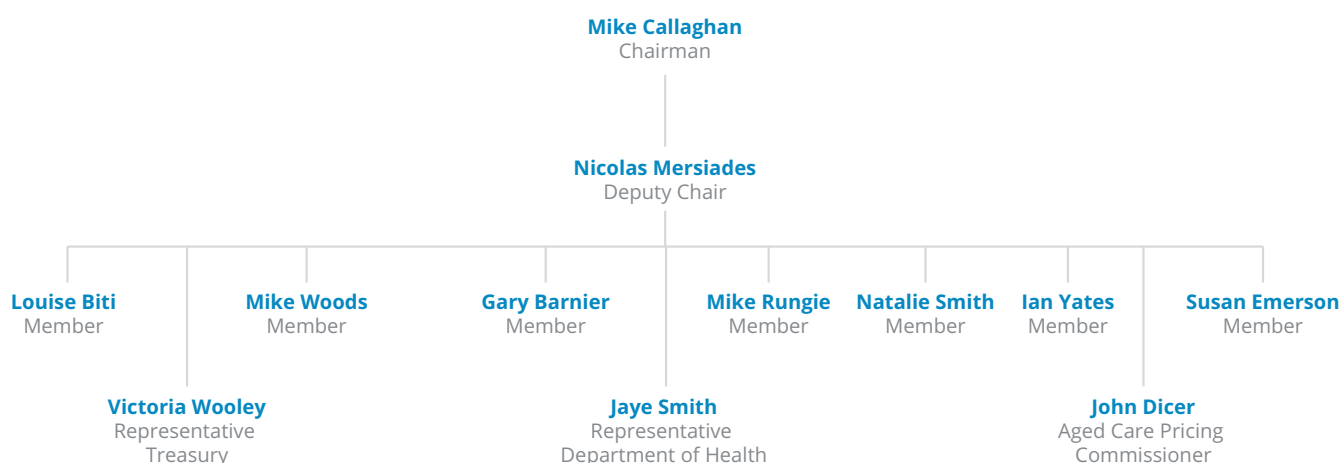 Mike Callaghan
Chairman
Nicolas Mersiades
Deputy Chair
Louise Biti
Member
Mike Woods
Member
Gary Barnier
Member
Mike Rungie
Member
Natalie Smith
Member
Ian Yates
Member
Susan Emerson
Member
Victoria Wooley
Representative
Treasury
Jaye Smith
Representative
Department of Health
John Dicer
Aged Care Pricing
Commissioner